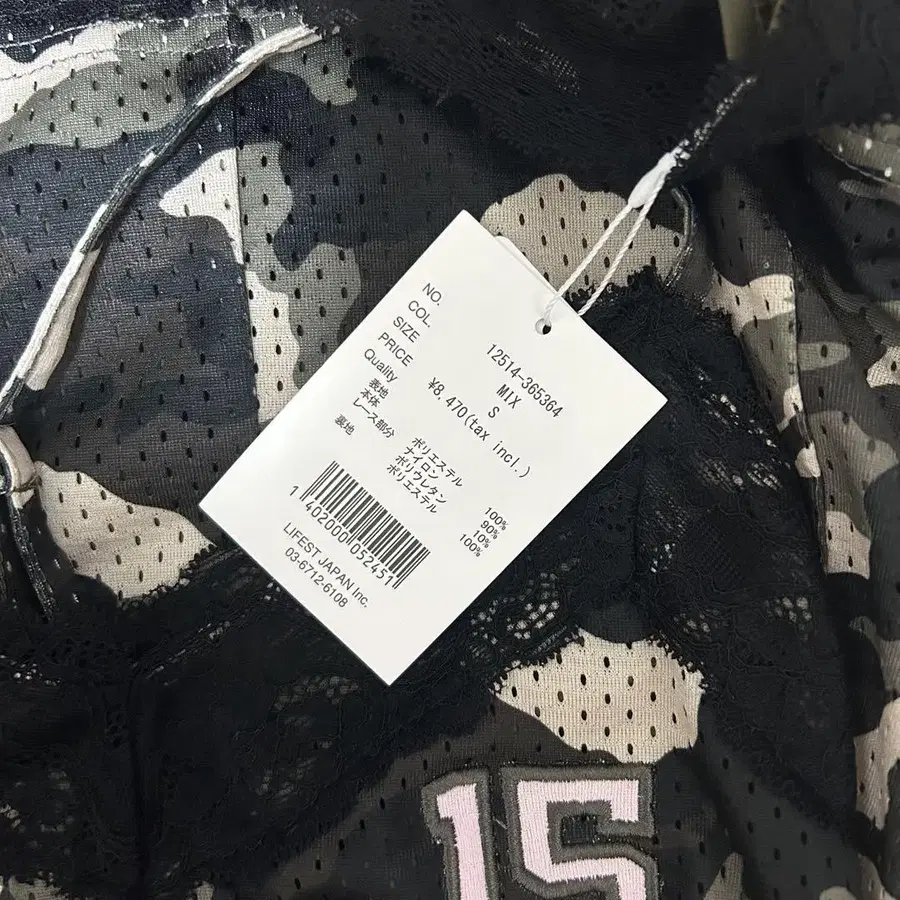 NO. 12514-365364
COL. MIX
SIZE S
PRICE ¥8,470(tax incl.)
Quality
表地
本体 ポリエステル 100%
レース部分 ナイロン 90%
ポリウレタン 10%
裏地 ポリエステル 100%
1 402000 052451
LIFEST JAPAN Inc.
03-6712-6108
15